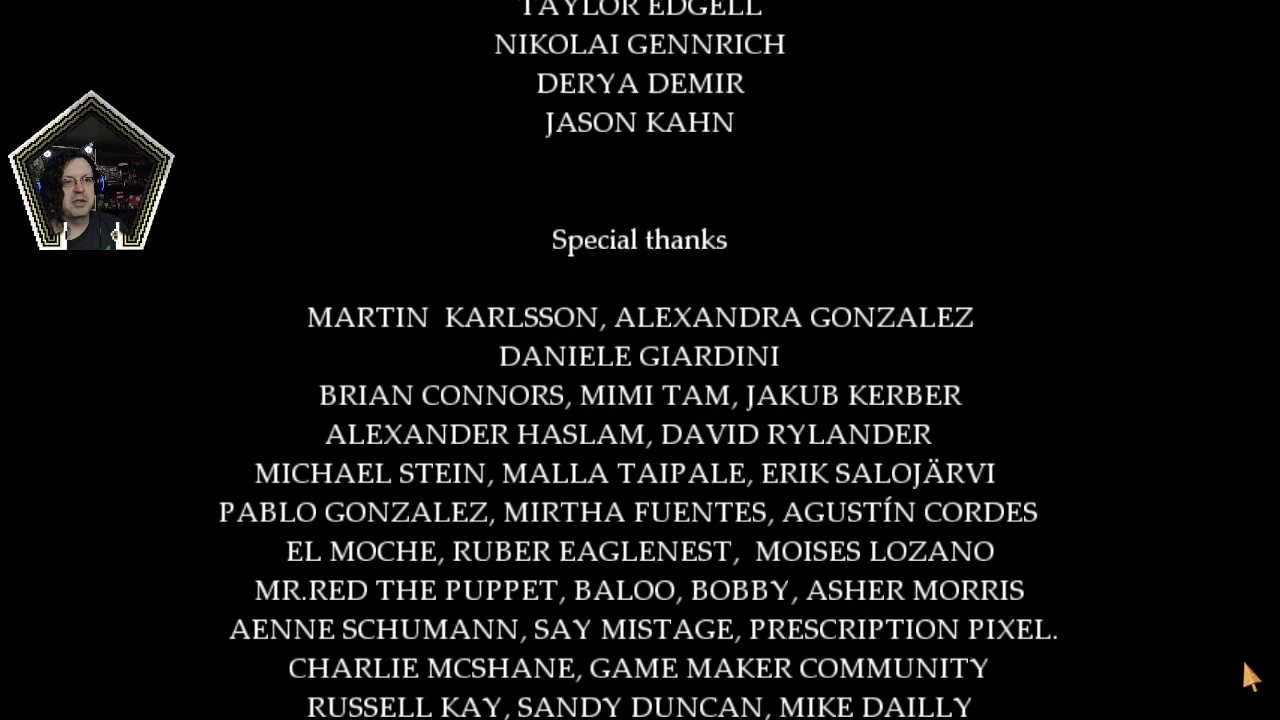 TAYLOR EDGELL
NIKOLAI GENNRICH
DERYA DEMIR
JASON KAHN
Special thanks
MARTIN  KARLSSON, ALEXANDRA GONZALEZ
DANIELE GIARDINI
BRIAN CONNORS, MIMI TAM, JAKUB KERBER
ALEXANDER HASLAM, DAVID RYLANDER
MICHAEL STEIN, MALLA TAIPALE, ERIK SALOJÄRVI
PABLO GONZALEZ, MIRTHA FUENTES, AGUSTÍN CORDES
EL MOCHE, RUBER EAGLENEST,  MOISES LOZANO
MR.RED THE PUPPET, BALOO, BOBBY, ASHER MORRIS
AENNE SCHUMANN, SAY MISTAGE, PRESCRIPTION PIXEL.
CHARLIE MCSHANE, GAME MAKER COMMUNITY
RUSSELL KAY, SANDY DUNCAN, MIKE DAILLY